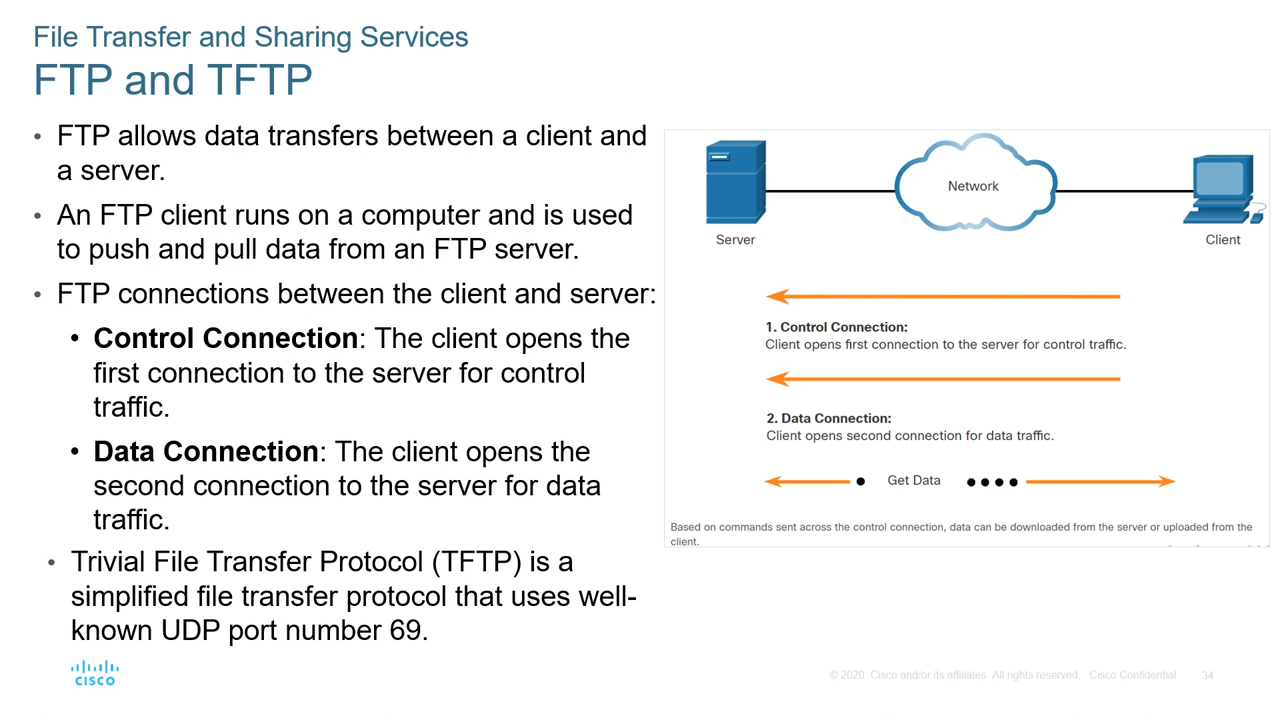 File Transfer and Sharing Services
FTP and TFTP
• FTP allows data transfers between a client and
a server.
• An FTP client runs on a computer and is used
to push and pull data from an FTP server.
• FTP connections between the client and server:
• Control Connection: The client opens the
first connection to the server for control
traffic.
• Data Connection: The client opens the
second connection to the server for data
traffic.
• Trivial File Transfer Protocol (TFTP) is a
simplified file transfer protocol that uses well-
known UDP port number 69.
Network
Server
Client
1. Control Connection:
Client opens first connection to the server for control traffic.
2. Data Connection:
Client opens second connection for data traffic.
Get Data
Based on commands sent across the control connection, data can be downloaded from the server or uploaded from the
client.
CISCO
© 2020 Cisco and/or its affiliates. All rights reserved. Cisco Confidential
34